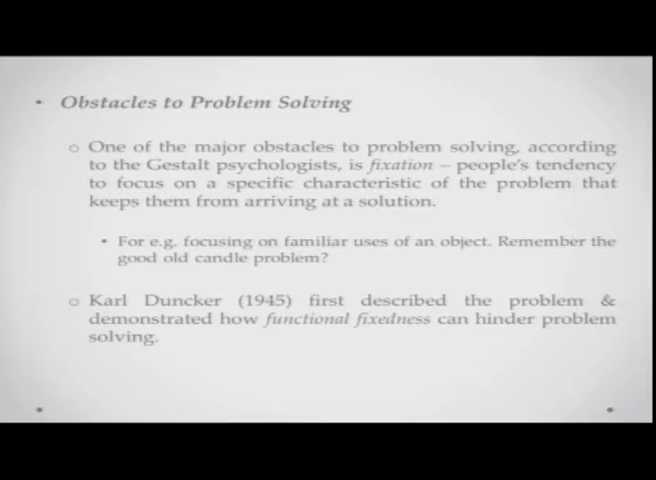 • Obstacles to Problem Solving
o One of the major obstacles to problem solving, according
to the Gestalt psychologists, is fixation – people's tendency
to focus on a specific characteristic of the problem that
keeps them from arriving at a solution.
• For e.g. focusing on familiar uses of an object. Remember the
good old candle problem?
o Karl Duncker (1945) first described the problem &
demonstrated how functional fixedness can hinder problem
solving.